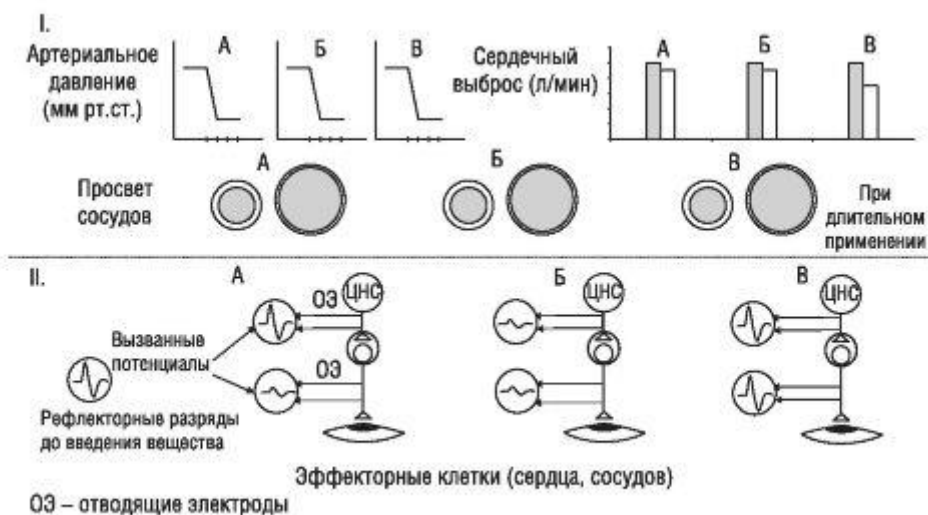 I.
Артериальное
давление
(мм рт.ст.)
А
Б
В
Сердечный
выброс (л/мин)
А
Б
В
Просвет
сосудов
А
Б
В
При
длительном
применении
II.
А
Б
В
ОЭ
ЦНС
ЦНС
ЦНС
Вызванные
потенциалы
ОЭ
Рефлекторные разряды
до введения вещества
Эффекторные клетки (сердца, сосудов)
ОЭ – отводящие электроды